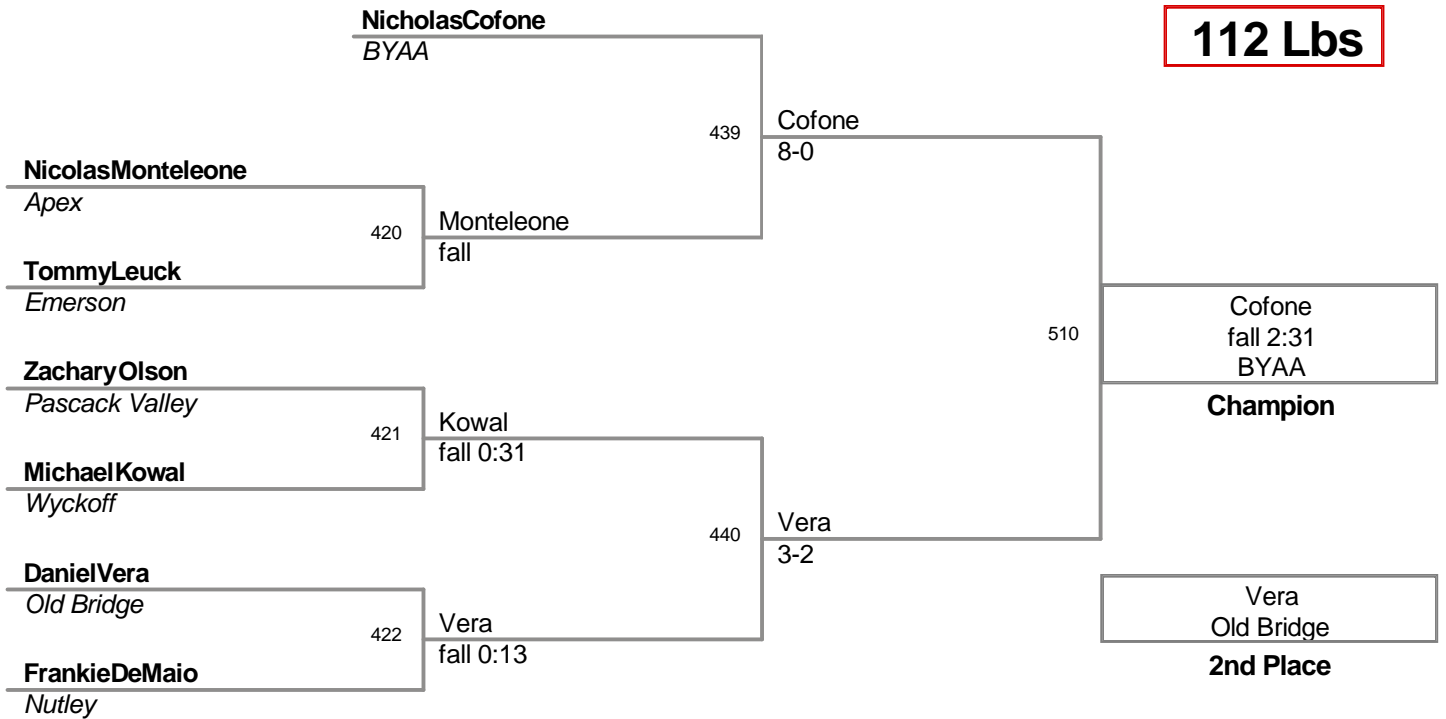 NicholasCofone
BYAA
112 Lbs
439
Cofone
8-0
NicolasMonteleone
Apex
420
Monteleone
fall
TommyLeuck
Emerson
510
Cofone
fall 2:31
BYAA
Champion
ZacharyOlson
Pascack Valley
421
Kowal
fall 0:31
MichaelKowal
Wyckoff
440
Vera
3-2
DanielVera
Old Bridge
422
Vera
fall 0:13
FrankieDeMaio
Nutley
Vera
Old Bridge
2nd Place